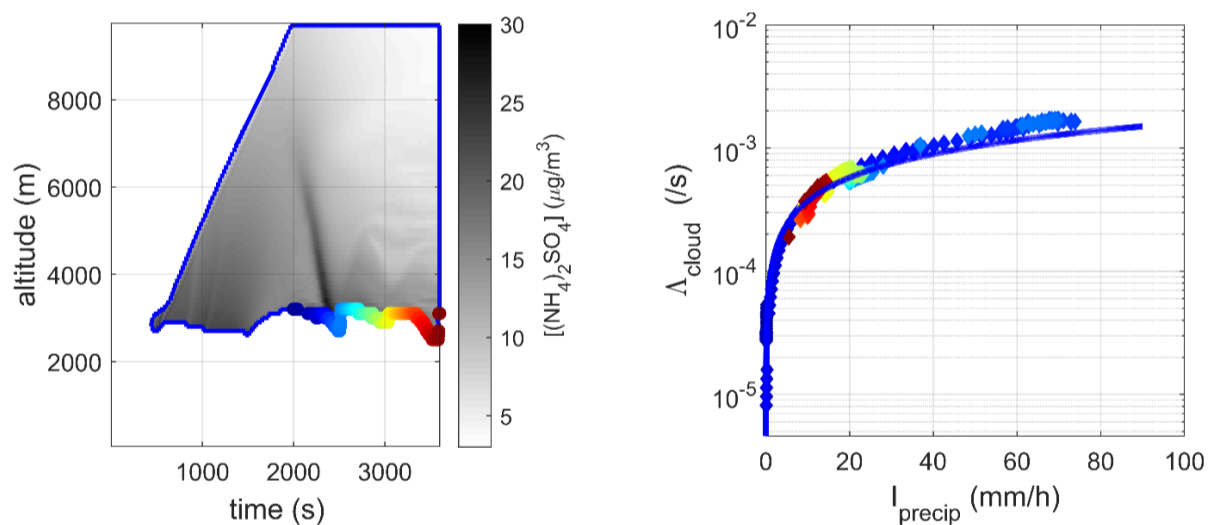 8000
6000
4000
2000
altitude (m)
1000 2000 3000
time (s)
30
25
20
15
10
5
[(NH4)2SO4] (μg/m³)
10⁻²
10⁻³
10⁻⁴
10⁻⁵
Λcloud (/s)
0 20 40 60 80 100
Iprecip (mm/h)